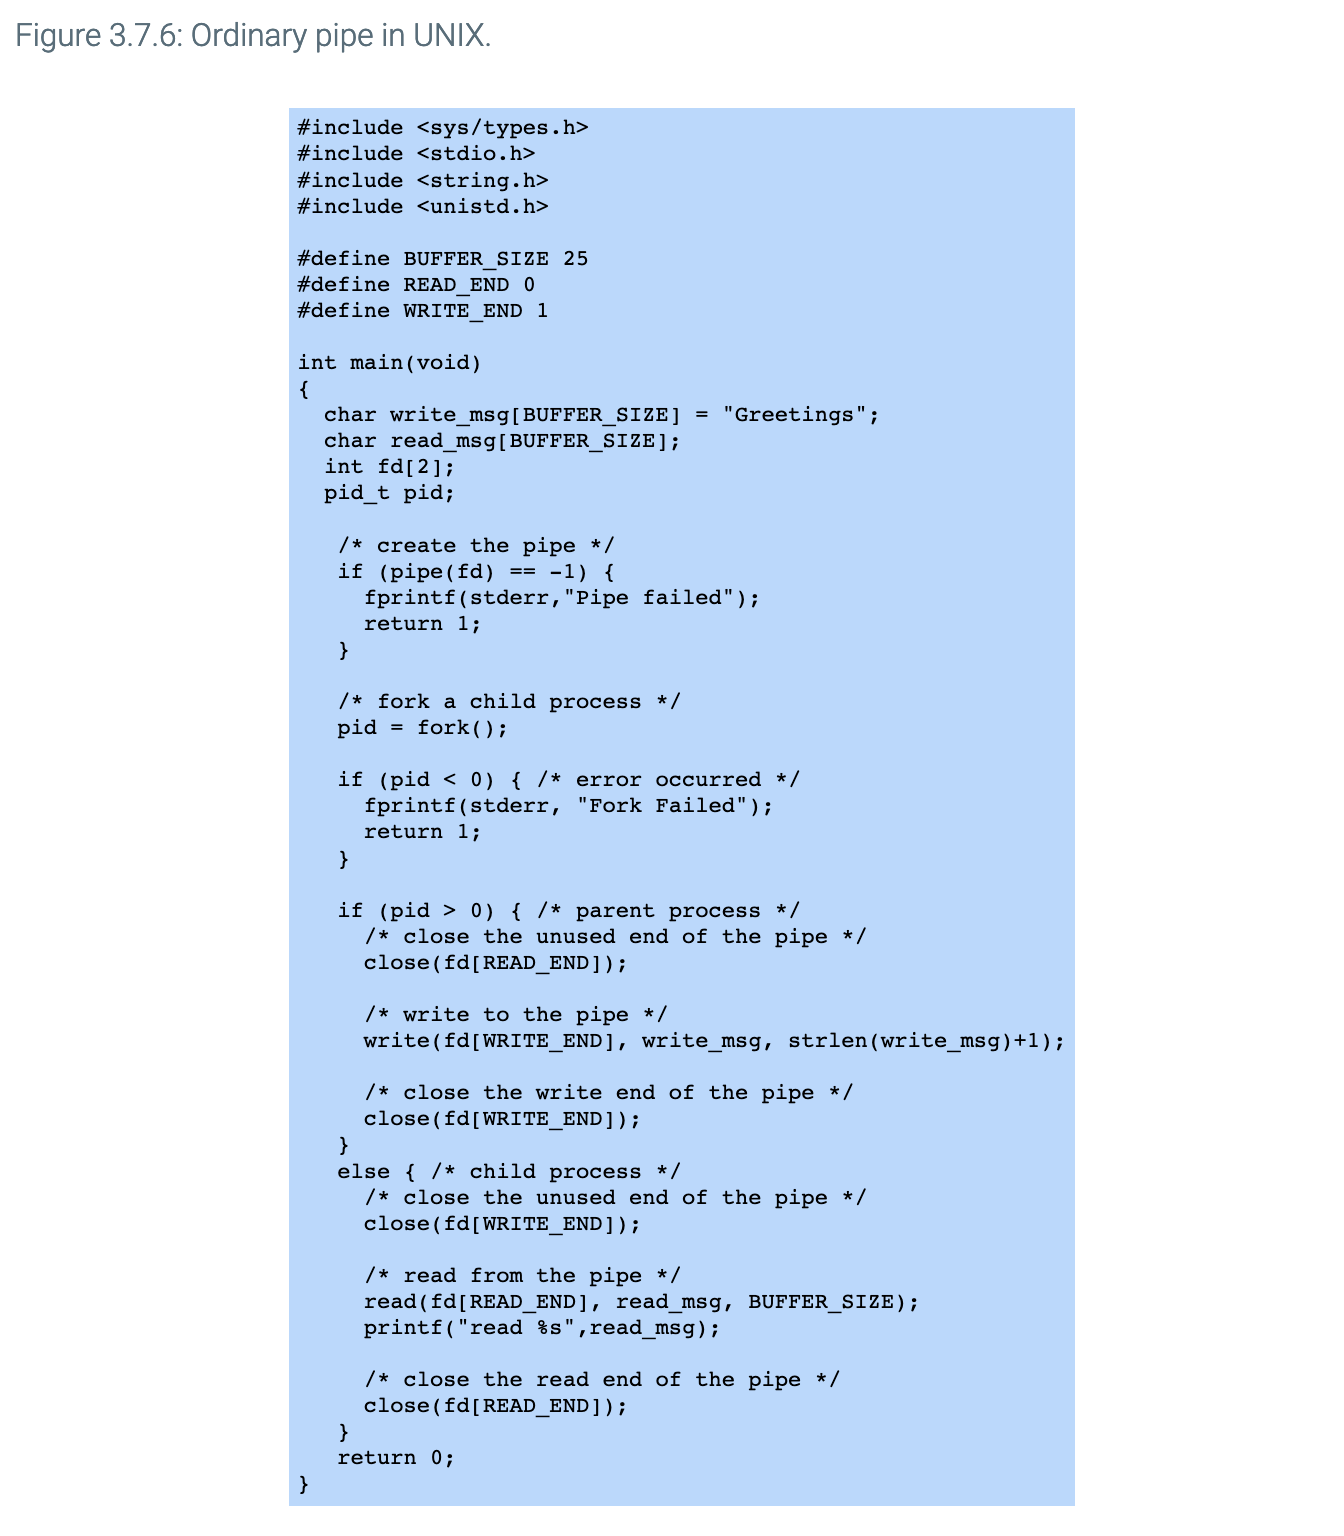 Figure 3.7.6: Ordinary pipe in UNIX.
#include <sys/types.h>
#include <stdio.h>
#include <string.h>
#include <unistd.h>
#define BUFFER_SIZE 25
#define READ_END 0
#define WRITE_END 1
int main(void)
{
char write_msg[BUFFER_SIZE] = "Greetings";
char read_msg[BUFFER_SIZE];
int fd[2];
pid_t pid;
/* create the pipe */
if (pipe(fd) == -1) {
fprintf(stderr,"Pipe failed");
return 1;
}
/* fork a child process */
pid = fork();
if (pid < 0) { /* error occurred */
fprintf(stderr, "Fork Failed");
return 1;
}
if (pid > 0) { /* parent process */
/* close the unused end of the pipe */
close(fd[READ_END]);
/* write to the pipe */
write(fd[WRITE_END], write_msg, strlen(write_msg)+1);
/* close the write end of the pipe */
close(fd[WRITE_END]);
}
else { /* child process */
/* close the unused end of the pipe */
close(fd[WRITE_END]);
/* read from the pipe */
read(fd[READ_END], read_msg, BUFFER_SIZE);
printf("read %s",read_msg);
/* close the read end of the pipe */
close(fd[READ_END]);
}
return 0;
}